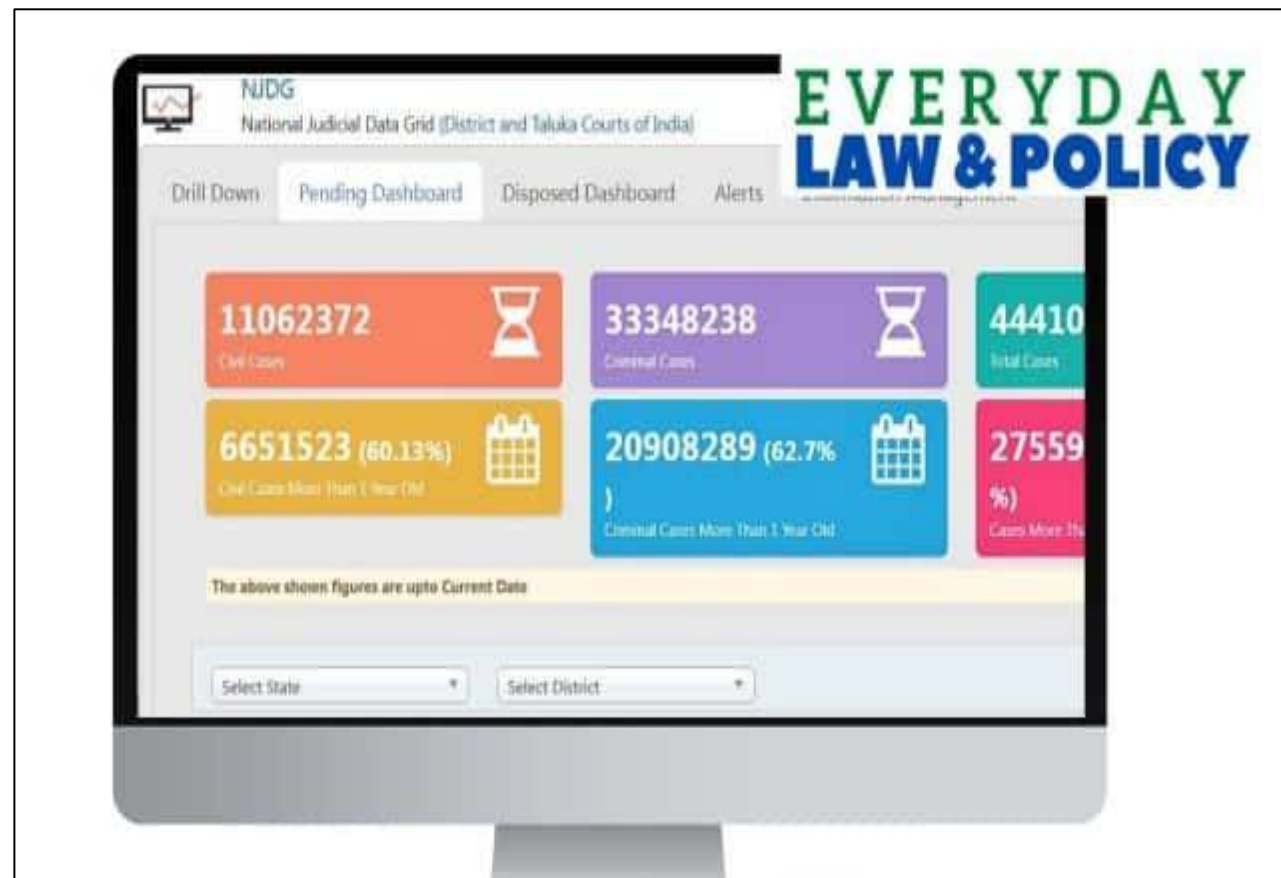 NJDG
National Judicial Data Grid (District and Taluka Courts of India)
EVERYDAY
LAW & POLICY
Drill Down Pending Dashboard Disposed Dashboard Alerts
11062372
Civil Cases
33348238
Criminal Cases
44410
Total Cases
6651523 (60.13%)
Civil Cases More Than 1 Year Old
20908289 (62.7%
)
Criminal Cases More Than 1 Year Old
27559
%)
Cases More Th
The above shown figures are upto Current Date
Select State Select District